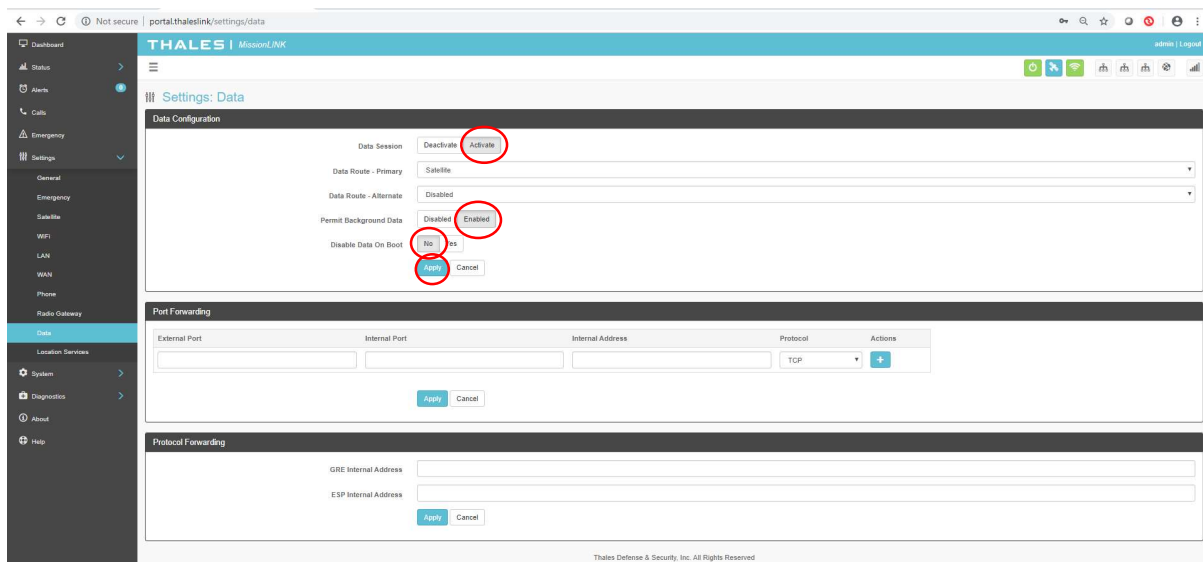 Not secure | portal.thaleslink/settings/data
THALES | MissionLINK
admin | Logout
Dashboard
Status
Alerts
0
Calls
Emergency
Settings
General
Emergency
Satellite
WiFi
LAN
WAN
Phone
Radio Gateway
Data
Location Services
System
Diagnostics
About
Help
Settings: Data
Data Configuration
Data Session Deactivate Activate
Data Route - Primary Satellite
Data Route - Alternate Disabled
Permit Background Data Disabled Enabled
Disable Data On Boot No Yes
Apply Cancel
Port Forwarding
External Port Internal Port Internal Address Protocol Actions
TCP +
Apply Cancel
Protocol Forwarding
GRE Internal Address
ESP Internal Address
Apply Cancel
Thales Defense & Security, Inc. All Rights Reserved